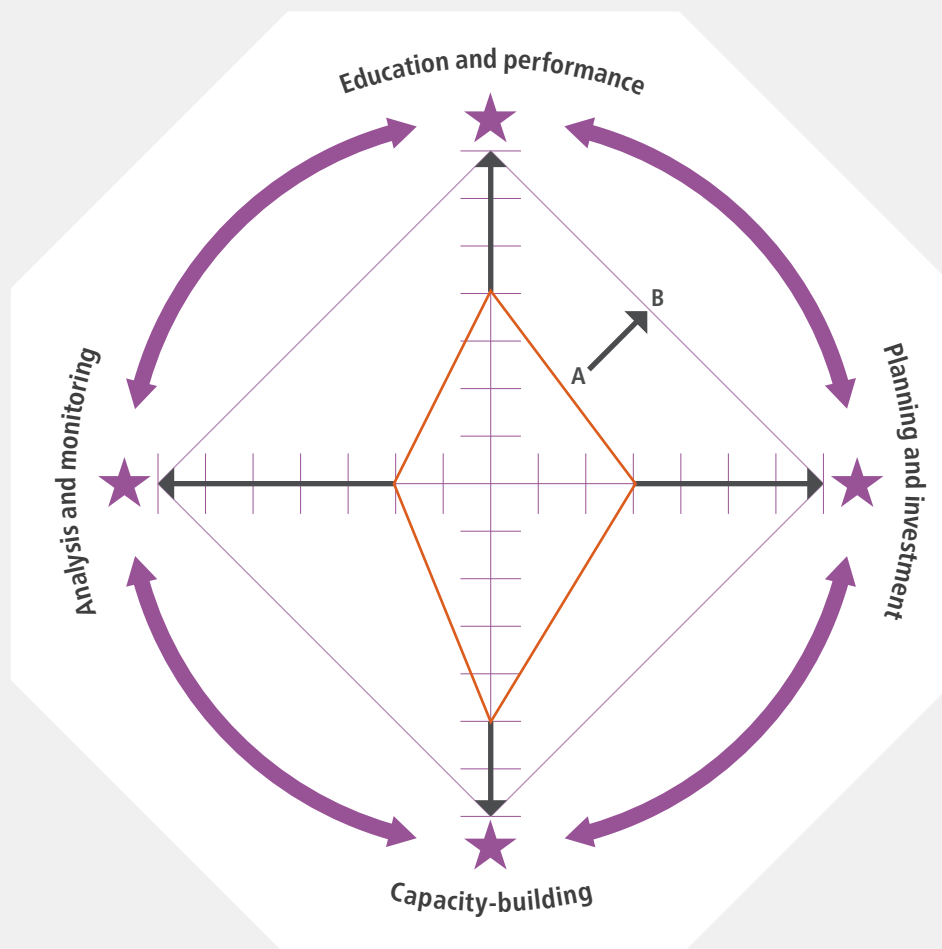 Education and performance
B
A
Analysis and monitoring
Planning and investment
Capacity-building